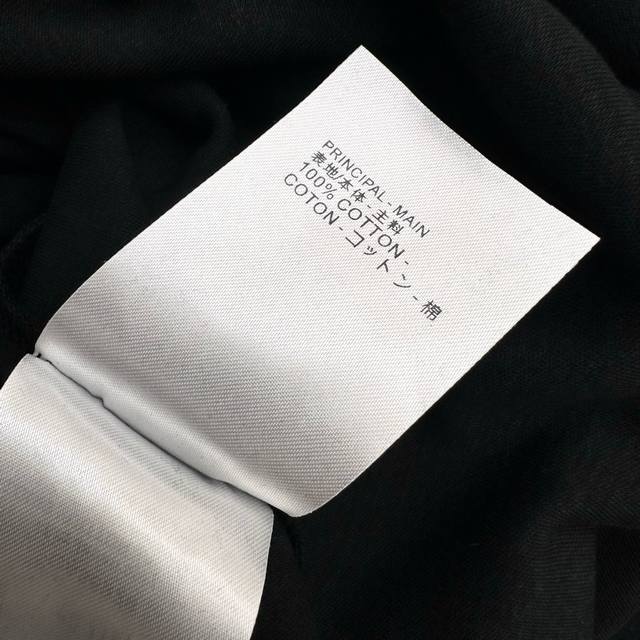 PRINCIPAL - MAIN
表地/本体 - 主料
100% COTTON -
COTON - コットン - 棉